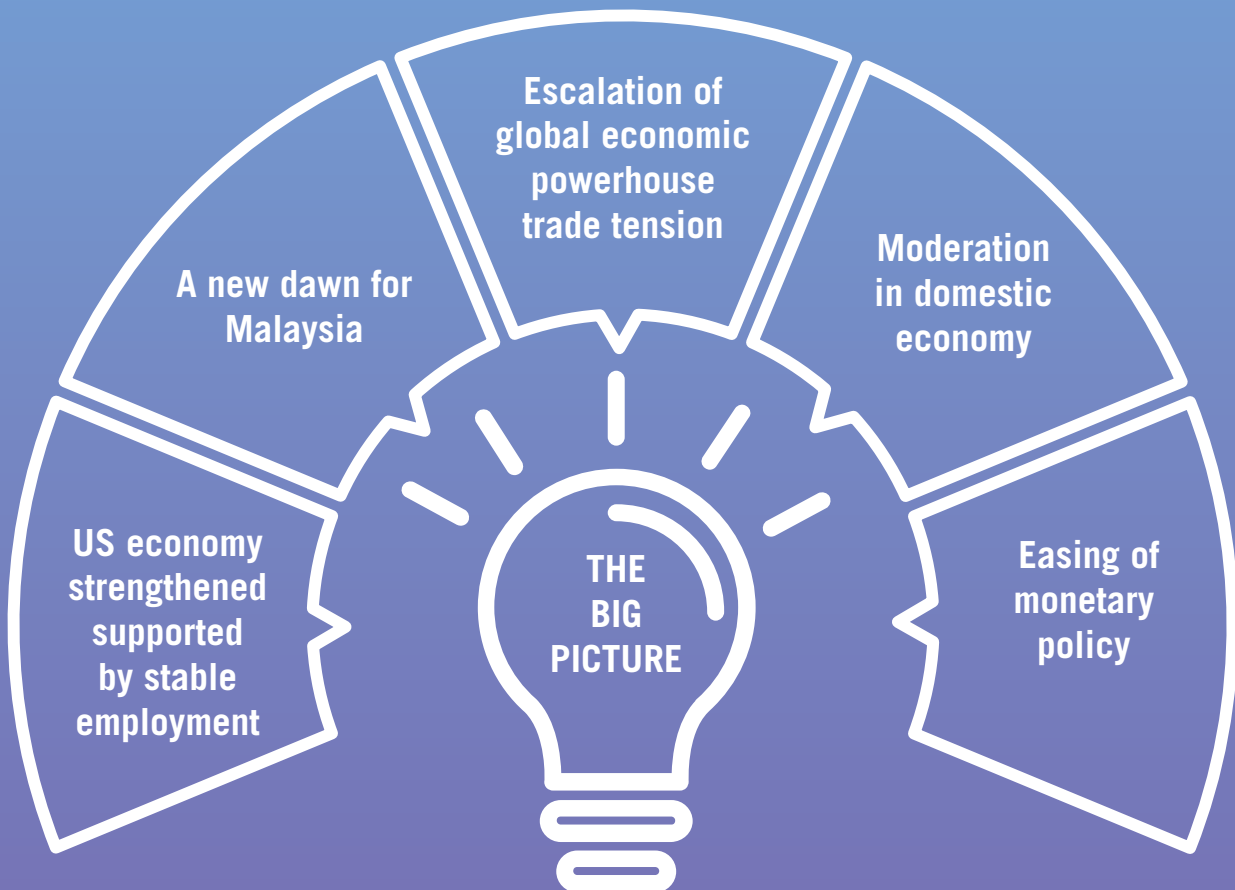 US economy
strengthened
supported
by stable
employment
A new dawn for
Malaysia
Escalation of
global economic
powerhouse
trade tension
Moderation
in domestic
economy
Easing of
monetary
policy
THE
BIG
PICTURE